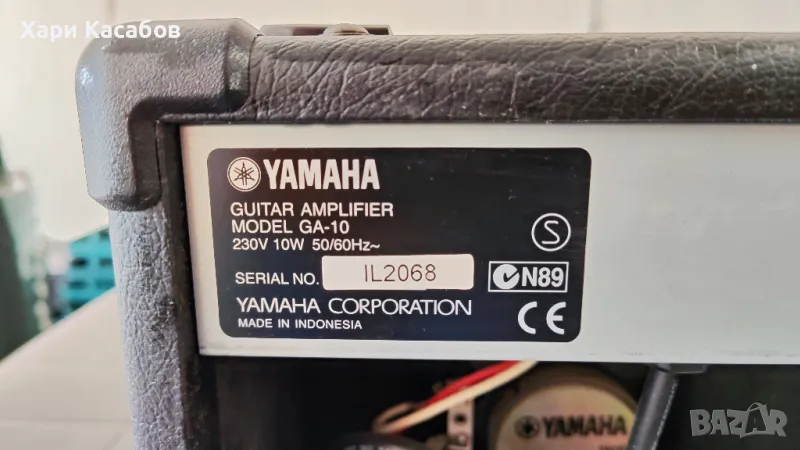 Хари Касабов
YAMAHA
GUITAR AMPLIFIER
MODEL GA-10
230V 10W 50/60Hz~
S
SERIAL NO. IL2068
N89
YAMAHA CORPORATION
MADE IN INDONESIA
CE
YAMAHA
BAZAR